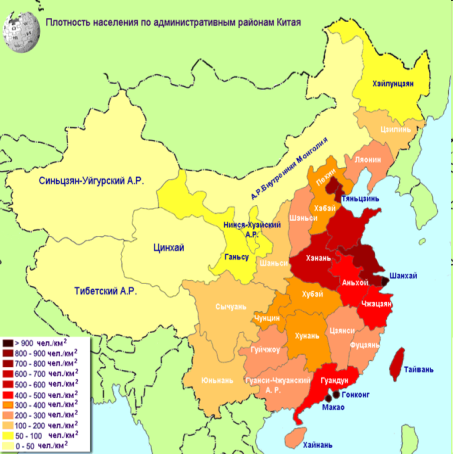 Плотность населения по административным районам Китая
Хэйлунцзян
Цзилинь
Ляонин
А.Р.Внутренняя Монголия
Пекин
Тяньцзинь
Синьцзян-Уйгурский А.Р.
Хэбэй
Шаньси
Нинся-Хуэйский
А.Р.
Цинхай
Ганьсу
Шаньси
Хэнань
Шанхай
Аньхой
Тибетский А.Р.
Сычуань
Хубэй
Чжэцзян
Чунцин
Хунань
Цзянси
Фуцзянь
Гуйчжоу
Тайвань
Юньнань
Гуанси-Чжуанский
А. Р.
Гуандун
Гонконг
Макао
Хайнань
> 900 чел./км²
800 - 900 чел./км²
700 - 800 чел./км²
600 - 700 чел./км²
500 - 600 чел./км²
400 - 500 чел./км²
300 - 400 чел./км²
200 - 300 чел./км²
100 - 200 чел./км²
50 - 100 чел./км²
0 - 50 чел./км²